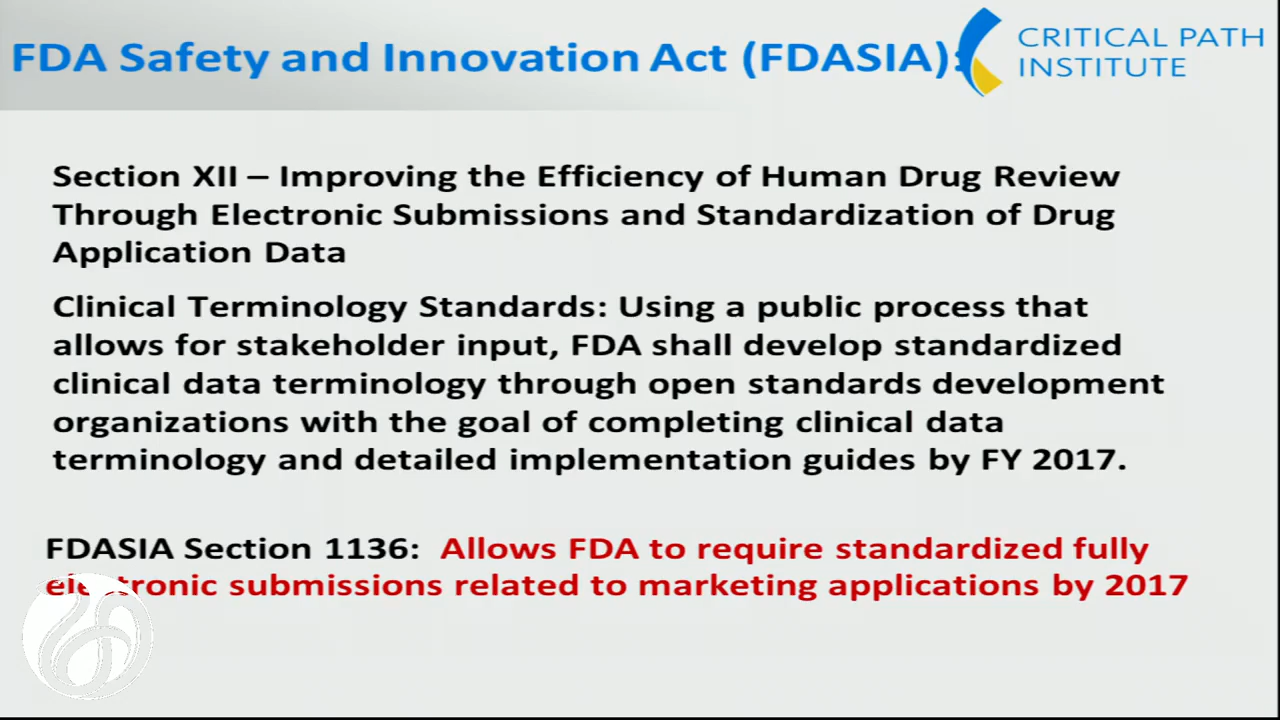 FDA Safety and Innovation Act (FDASIA):
CRITICAL PATH
INSTITUTE
Section XII – Improving the Efficiency of Human Drug Review
Through Electronic Submissions and Standardization of Drug
Application Data
Clinical Terminology Standards: Using a public process that
allows for stakeholder input, FDA shall develop standardized
clinical data terminology through open standards development
organizations with the goal of completing clinical data
terminology and detailed implementation guides by FY 2017.
FDASIA Section 1136: Allows FDA to require standardized fully
electronic submissions related to marketing applications by 2017